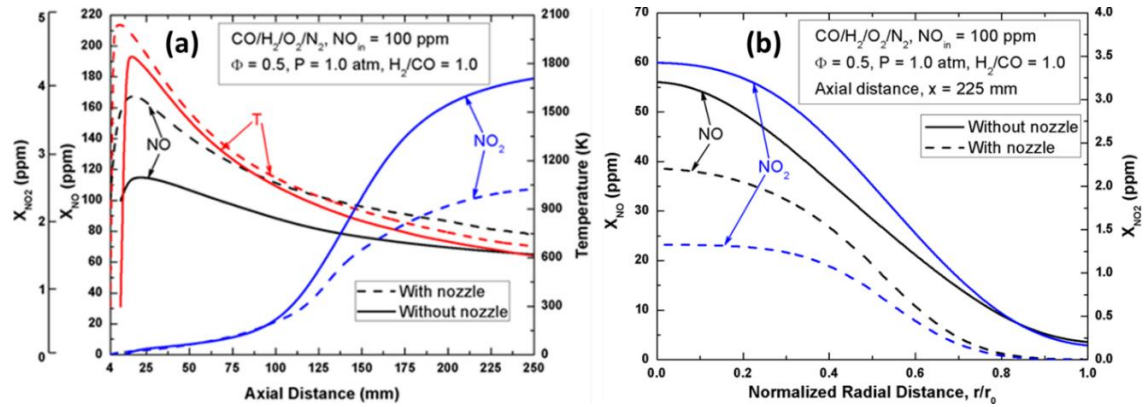 (a)
CO/H2/O2/N2, NOin = 100 ppm
Φ = 0.5, P = 1.0 atm, H2/CO = 1.0
NO
T
NO2
With nozzle
Without nozzle
XNO2 (ppm)
5
4
3
2
1
0
XNO (ppm)
220
200
180
160
140
120
100
80
60
40
20
0
Temperature (K)
2100
1800
1500
1200
900
600
300
0
4 25 50 75 100 125 150 175 200 225 250
Axial Distance (mm)
(b)
CO/H2/O2/N2, NOin = 100 ppm
Φ = 0.5, P = 1.0 atm, H2/CO = 1.0
Axial distance, x = 225 mm
NO
NO2
Without nozzle
With nozzle
XNO (ppm)
70
60
50
40
30
20
10
0
XNO2 (ppm)
4.0
3.5
3.0
2.5
2.0
1.5
1.0
0.5
0.0
0.0 0.2 0.4 0.6 0.8 1.0
Normalized Radial Distance, r/r0